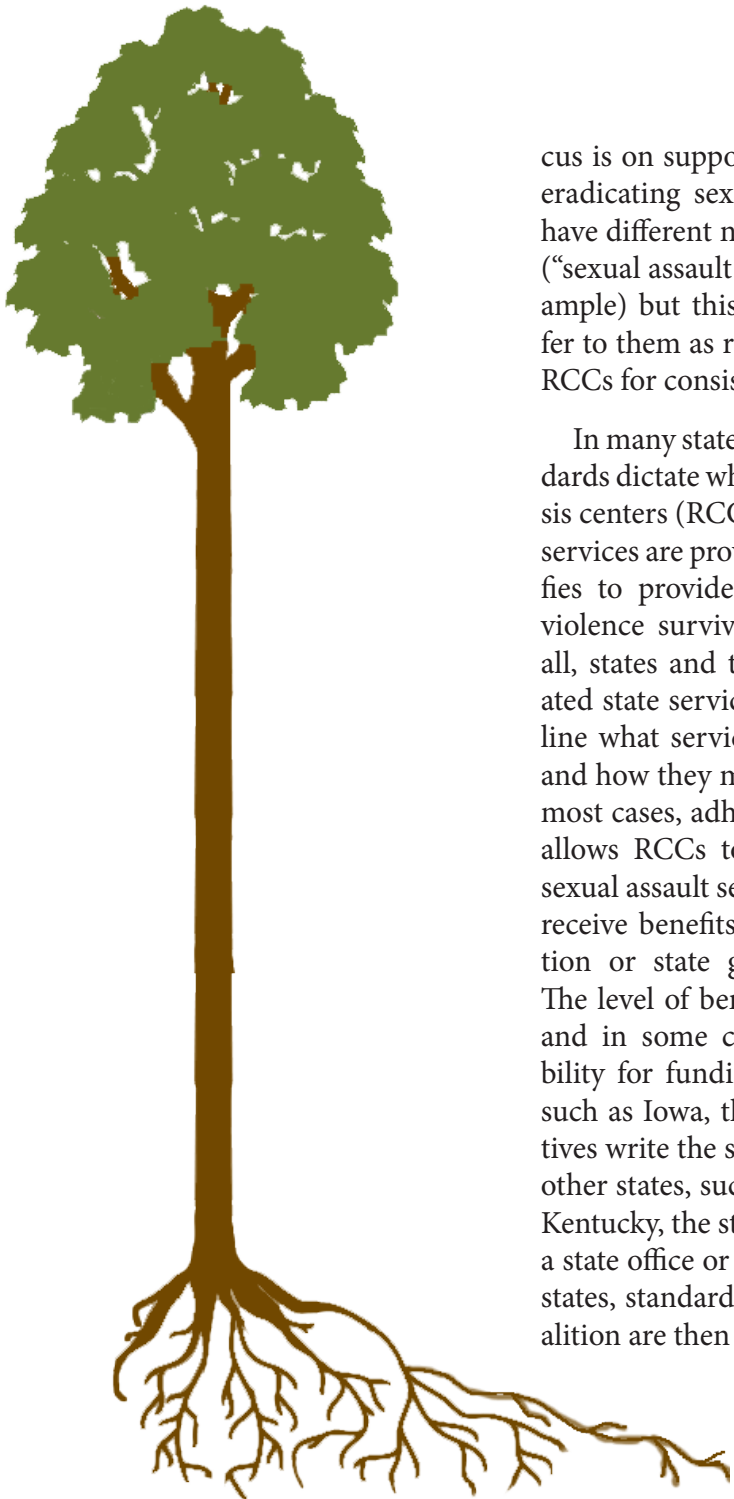 cus is on suppo
eradicating sex
have different n
(“sexual assault
ample) but this
fer to them as r
RCCs for consis
In many state
dards dictate wh
sis centers (RCC
services are prov
fies to provide
violence surviv
all, states and t
ated state servic
line what servic
and how they m
most cases, adh
allows RCCs to
sexual assault se
receive benefits
tion or state g
The level of ber
and in some c
bility for fundi
such as Iowa, th
tives write the s
other states, suc
Kentucky, the st
a state office or
states, standard
alition are then